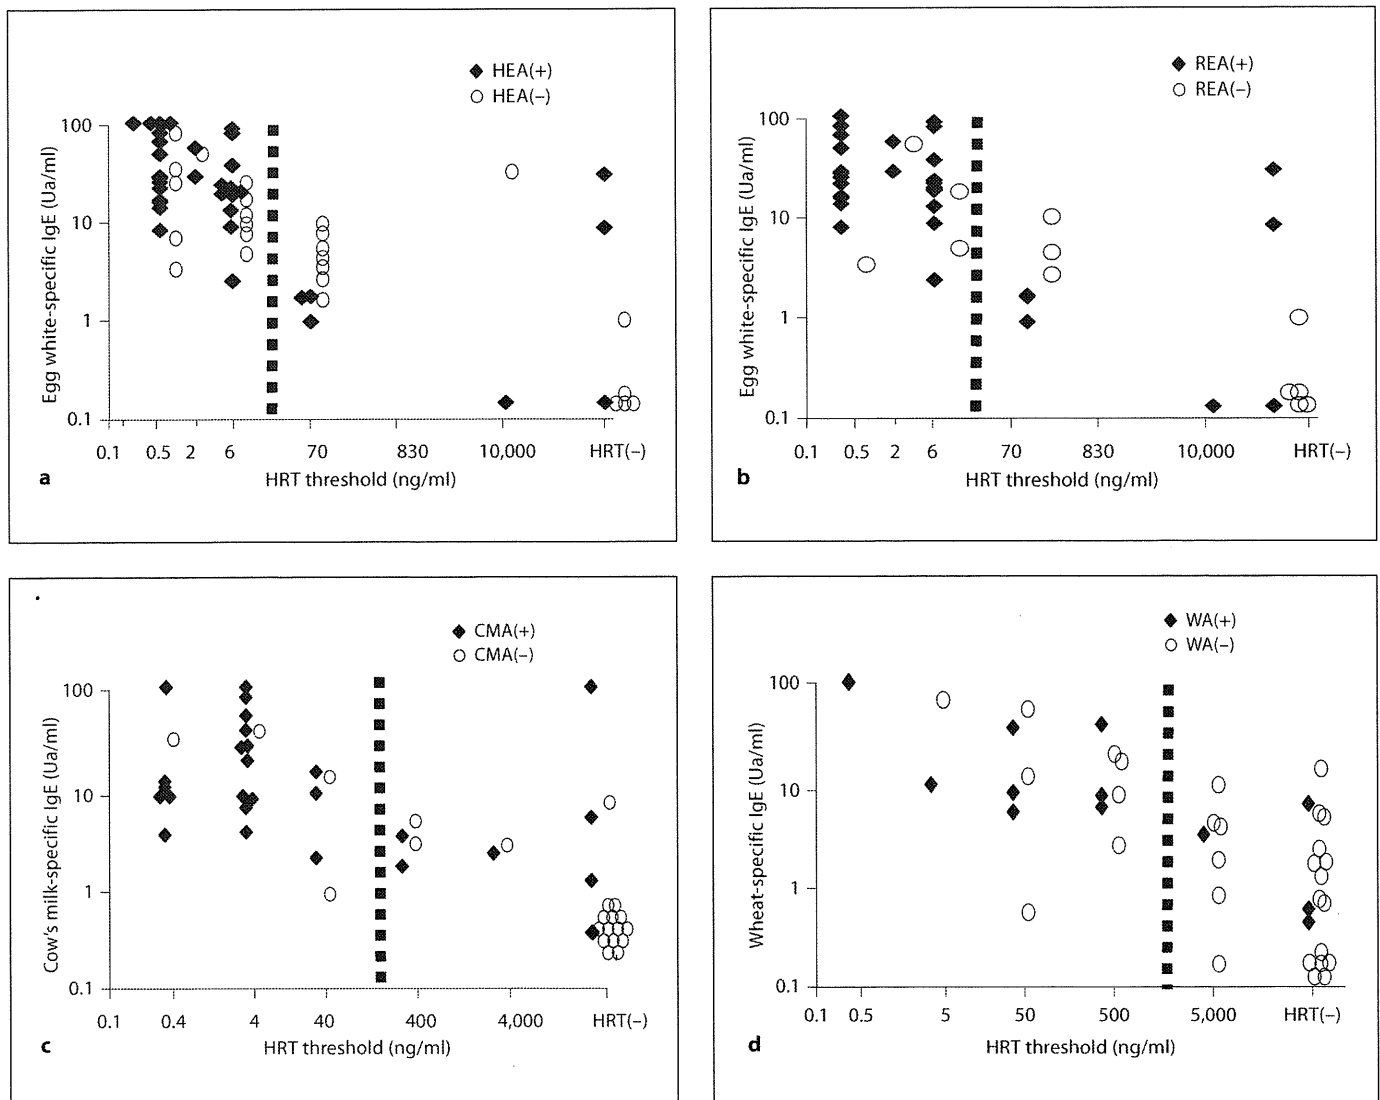 HEA(+)
HEA(–)
100
10
1
0.1
Egg white-specific IgE (Ua/ml)
0.1 0.5 2 6 70 830 10,000 HRT(–)
HRT threshold (ng/ml)
a
REA(+)
REA(–)
100
10
1
0.1
Egg white-specific IgE (Ua/ml)
0.1 0.5 2 6 70 830 10,000 HRT(–)
HRT threshold (ng/ml)
b
CMA(+)
CMA(–)
100
10
1
0.1
Cow's milk-specific IgE (Ua/ml)
0.1 0.4 4 40 400 4,000 HRT(–)
HRT threshold (ng/ml)
c
WA(+)
WA(–)
100
10
1
0.1
Wheat-specific IgE (Ua/ml)
0.1 0.5 5 50 500 5,000 HRT(–)
HRT threshold (ng/ml)
d